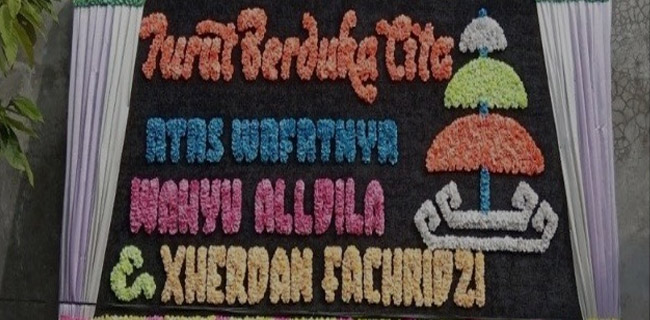 Turut Berduka Cita
ATAS WAFATNYA
WAHYU ALLDILA
& XHERDAN FACHRIDZI